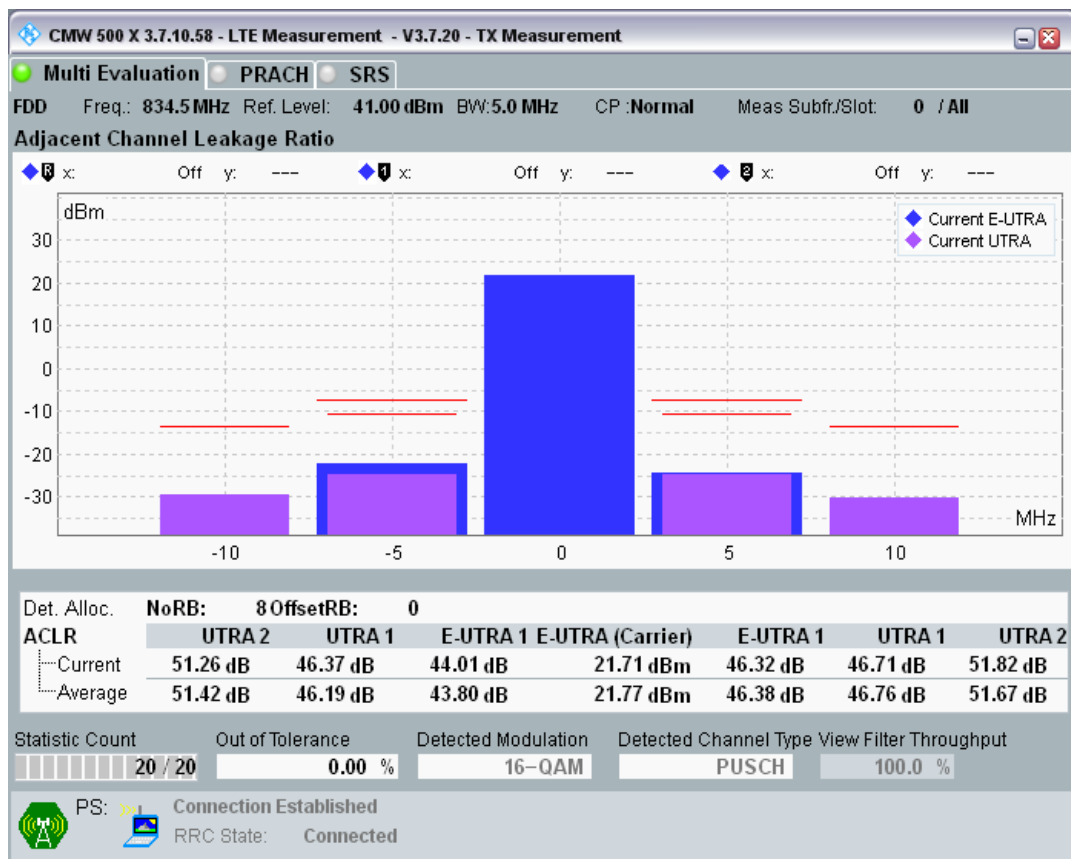 CMW 500 X 3.7.10.58 - LTE Measurement - V3.7.20 - TX Measurement
Multi Evaluation PRACH SRS
FDD Freq.: 834.5 MHz Ref. Level: 41.00 dBm BW: 5.0 MHz CP :Normal Meas Subfr./Slot: 0 / All
Adjacent Channel Leakage Ratio
R x: Off y: --- 1 x: Off y: --- 2 x: Off y: ---
dBm
Current E-UTRA
Current UTRA
30
20
10
0
-10
-20
-30
MHz
-10 -5 0 5 10
Det. Alloc. NoRB: 8 OffsetRB: 0
ACLR UTRA 2 UTRA 1 E-UTRA 1 E-UTRA (Carrier) E-UTRA 1 UTRA 1 UTRA 2
Current 51.26 dB 46.37 dB 44.01 dB 21.71 dBm 46.32 dB 46.71 dB 51.82 dB
Average 51.42 dB 46.19 dB 43.80 dB 21.77 dBm 46.38 dB 46.76 dB 51.67 dB
Statistic Count Out of Tolerance Detected Modulation Detected Channel Type View Filter Throughput
20 / 20 0.00 % 16-QAM PUSCH 100.0 %
PS: Connection Established
RRC State: Connected